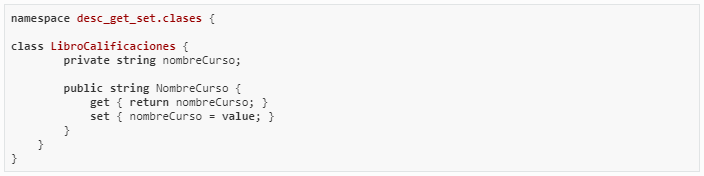 namespace desc_get_set.clases {
class LibroCalificaciones {
private string nombreCurso;
public string NombreCurso {
get { return nombreCurso; }
set { nombreCurso = value; }
}
}
}